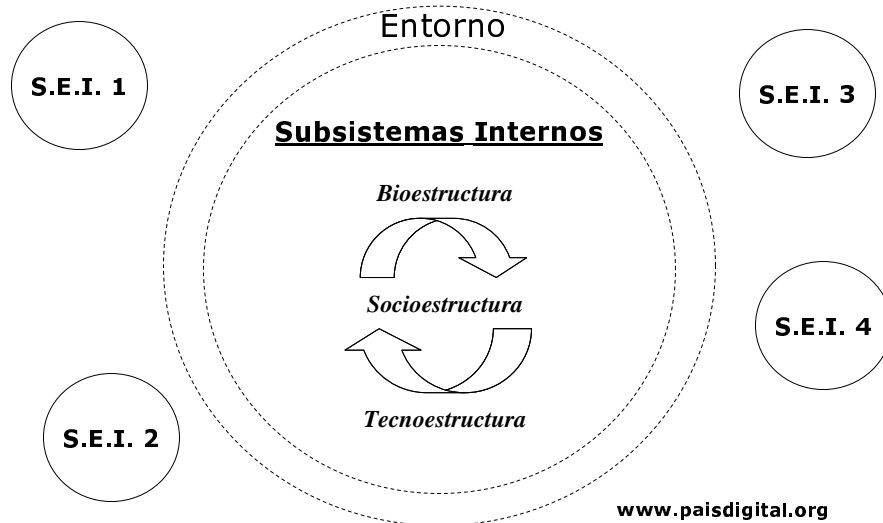 Entorno
S.E.I. 1
S.E.I. 3
Subsistemas Internos
Bioestructura
Socioestructura
S.E.I. 4
Tecnoestructura
S.E.I. 2
www.paisdigital.org